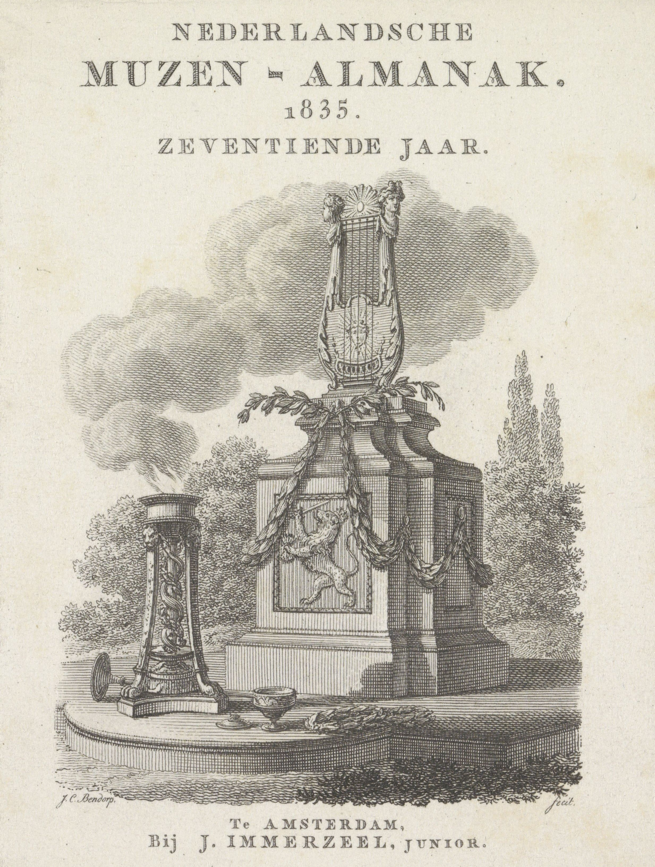 NEDERLANDSCHE
MUZEN-ALMANAK.
1835.
ZEVENTIENDE JAAR.
J. C. Bendorp. fecit.
Te AMSTERDAM,
Bij J. IMMERZEEL, JUNIOR.